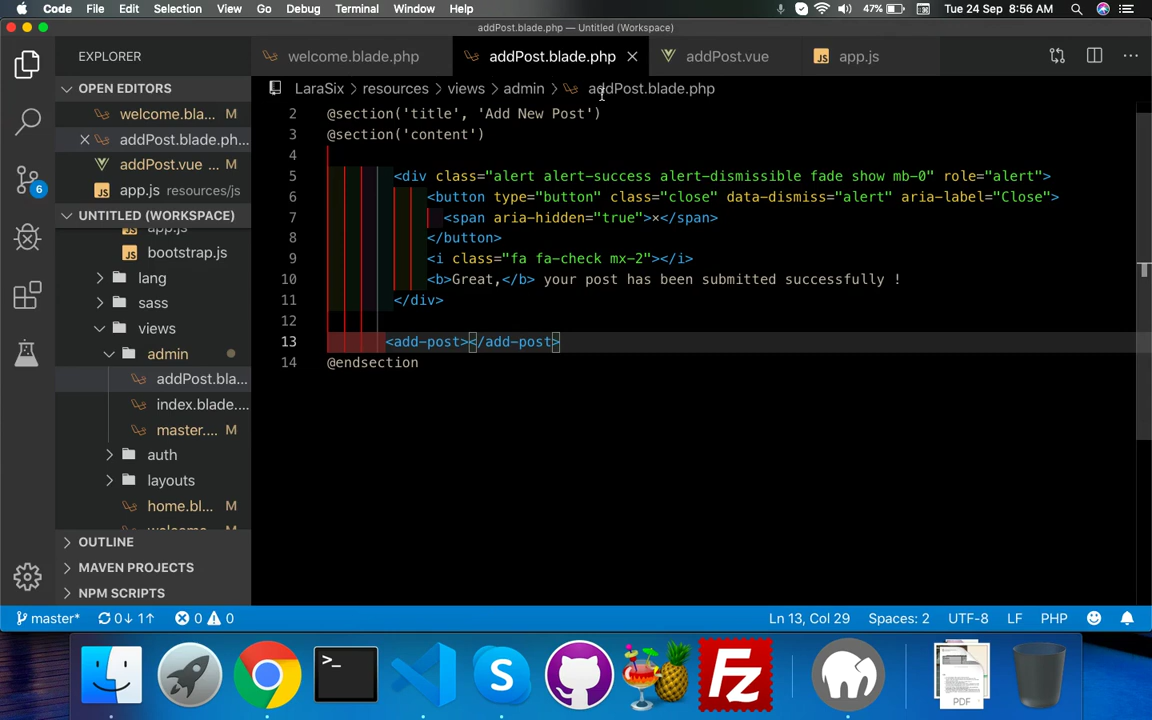 Code File Edit Selection View Go Debug Terminal Window Help 47% Tue 24 Sep 8:56 AM
addPost.blade.php — Untitled (Workspace)
EXPLORER
welcome.blade.php addPost.blade.php addPost.vue app.js
OPEN EDITORS
LaraSix > resources > views > admin > addPost.blade.php
welcome.bla...
addPost.blade.ph...
addPost.vue ...
app.js resources/js
UNTITLED (WORKSPACE)
app.js
bootstrap.js
lang
sass
views
admin
addPost.bla...
index.blade....
master.... M
auth
layouts
home.bl... M
welcome M
OUTLINE
MAVEN PROJECTS
NPM SCRIPTS
6
2 @section('title', 'Add New Post')
3 @section('content')
4
5 <div class="alert alert-success alert-dismissible fade show mb-0" role="alert">
6 <button type="button" class="close" data-dismiss="alert" aria-label="Close">
7 <span aria-hidden="true">×</span>
8 </button>
9 <i class="fa fa-check mx-2"></i>
10 <b>Great,</b> your post has been submitted successfully !
11 </div>
12
13 <add-post></add-post>
14 @endsection
master* 0↓ 1↑ 0 0 Ln 13, Col 29 Spaces: 2 UTF-8 LF PHP
>_
S
Fz
PDF